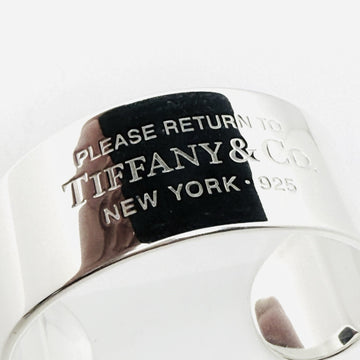 PLEASE RETURN TO
TIFFANY & CO.
NEW YORK · 925